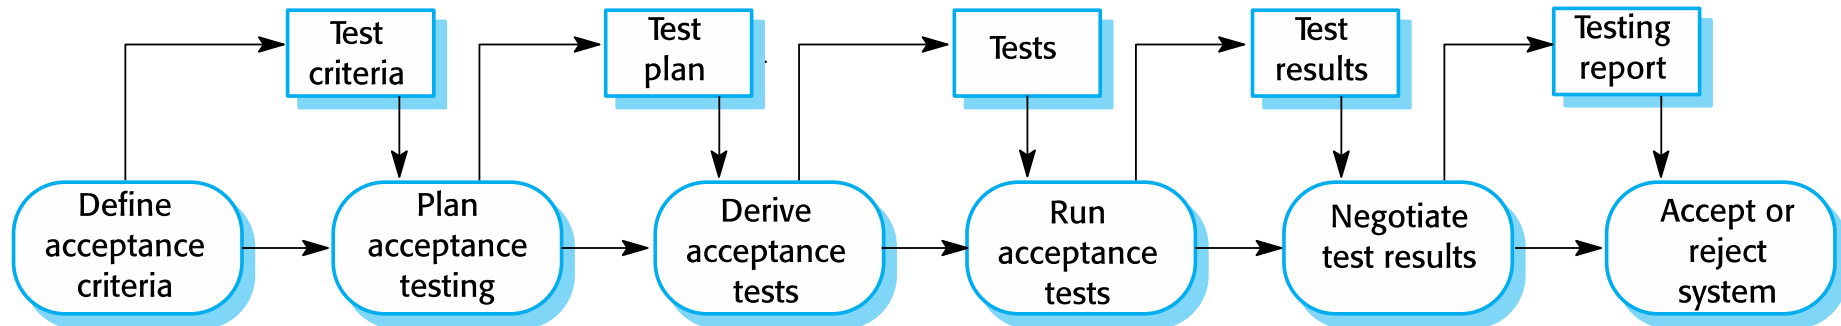 Test
criteria
Test
plan
Tests
Test
results
Testing
report
Define
acceptance
criteria
Plan
acceptance
testing
Derive
acceptance
tests
Run
acceptance
tests
Negotiate
test results
Accept or
reject
system